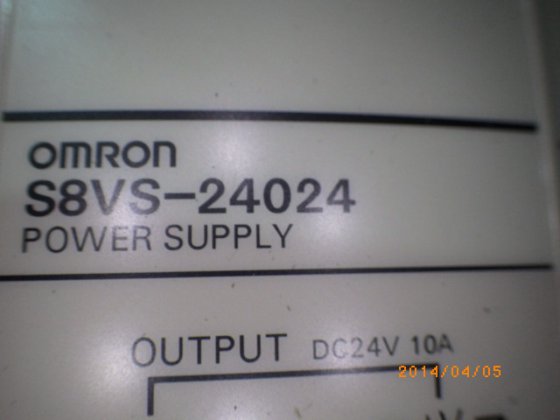 OMRON
S8VS-24024
POWER SUPPLY
OUTPUT DC24V 10A
2014/04/05